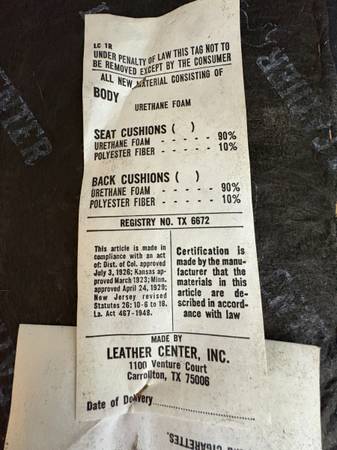 LC 1R
UNDER PENALTY OF LAW THIS TAG NOT TO
BE REMOVED EXCEPT BY THE CONSUMER
ALL NEW MATERIAL CONSISTING OF
BODY
URETHANE FOAM
SEAT CUSHIONS ( )
URETHANE FOAM - - - - - 90%
POLYESTER FIBER - - - - - 10%
BACK CUSHIONS ( )
URETHANE FOAM - - - - - 90%
POLYESTER FIBER - - - - - 10%
REGISTRY NO. TX 6672
This article is made in
compliance with an act
of: Dist. of Col. approved
July 3, 1926; Kansas ap-
proved March 1923; Minn.
approved April 24, 1929;
New Jersey revised
Statutes 26: 10-6 to 18.
La. Act 467-1948.
Certification is
made by the manu-
facturer that the
materials in this
article are de-
scribed in accord-
ance with law
MADE BY
LEATHER CENTER, INC.
1100 Venture Court
Carrollton, TX 75006
Date of Delivery
CIGARETTES.